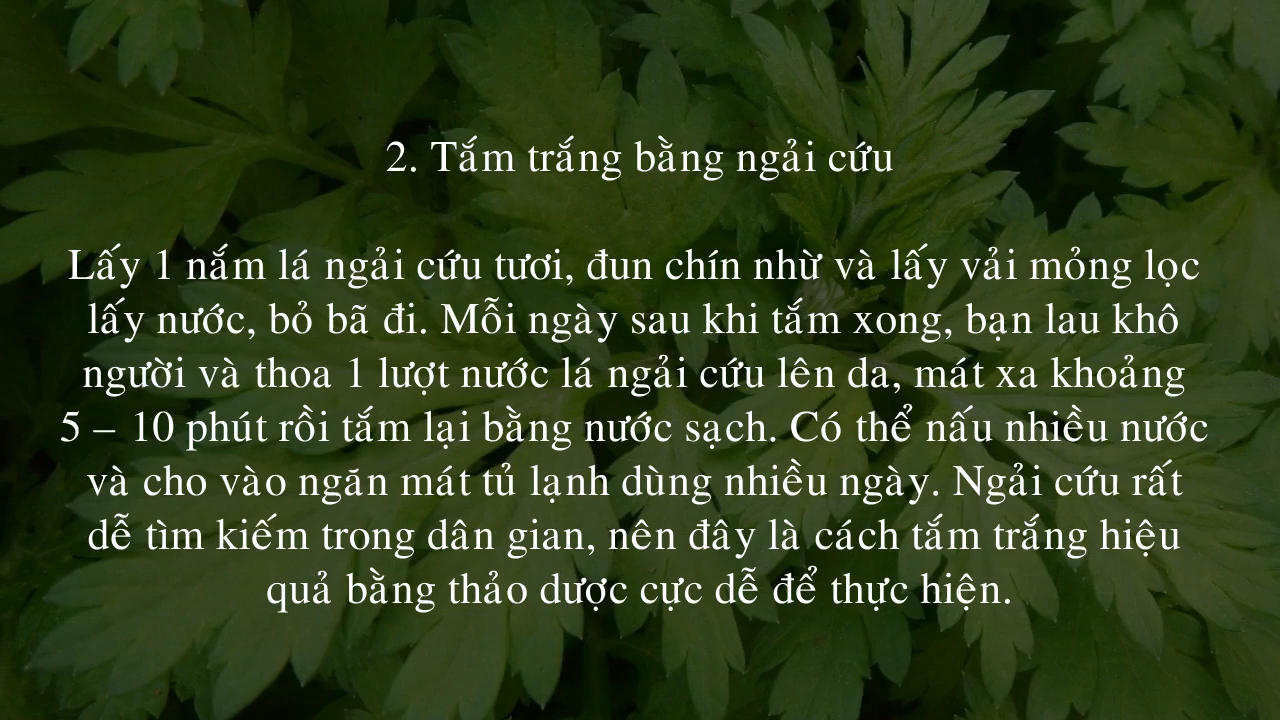 2. Tắm trắng bằng ngải cứu
Lấy 1 nắm lá ngải cứu tươi, đun chín nhừ và lấy vải mỏng lọc
lấy nước, bỏ bã đi. Mỗi ngày sau khi tắm xong, bạn lau khô
người và thoa 1 lượt nước lá ngải cứu lên da, mát xa khoảng
5 – 10 phút rồi tắm lại bằng nước sạch. Có thể nấu nhiều nước
và cho vào ngăn mát tủ lạnh dùng nhiều ngày. Ngải cứu rất
dễ tìm kiếm trong dân gian, nên đây là cách tắm trắng hiệu
quả bằng thảo dược cực dễ để thực hiện.